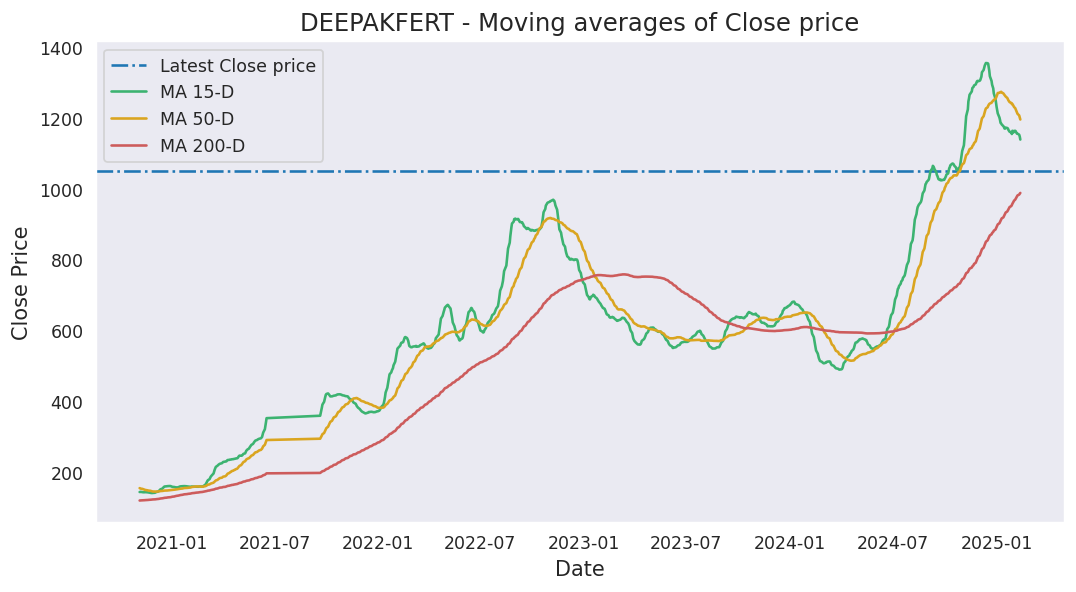 DEEPAKFERT - Moving averages of Close price
1400
1200
1000
800
600
400
200
Close Price
Latest Close price
MA 15-D
MA 50-D
MA 200-D
2021-01 2021-07 2022-01 2022-07 2023-01 2023-07 2024-01 2024-07 2025-01
Date